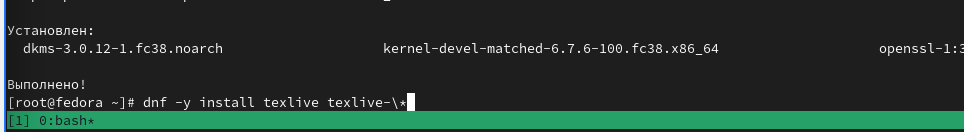 Установлен:
dkms-3.0.12-1.fc38.noarch kernel-devel-matched-6.7.6-100.fc38.x86_64 openssl-1:3
Выполнено!
[root@fedora ~]# dnf -y install texlive texlive-\*
[1] 0:bash*